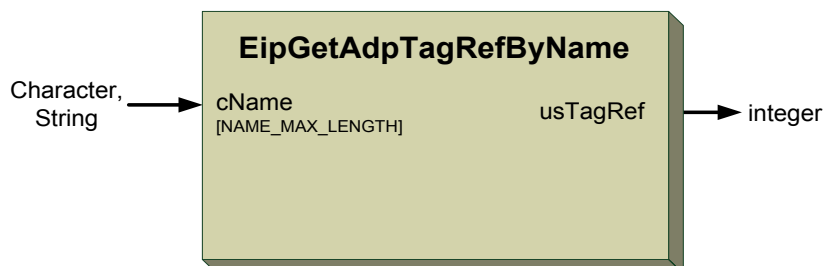 EipGetAdpTagRefByName
Character,
String
cName
[NAME_MAX_LENGTH]
usTagRef
integer